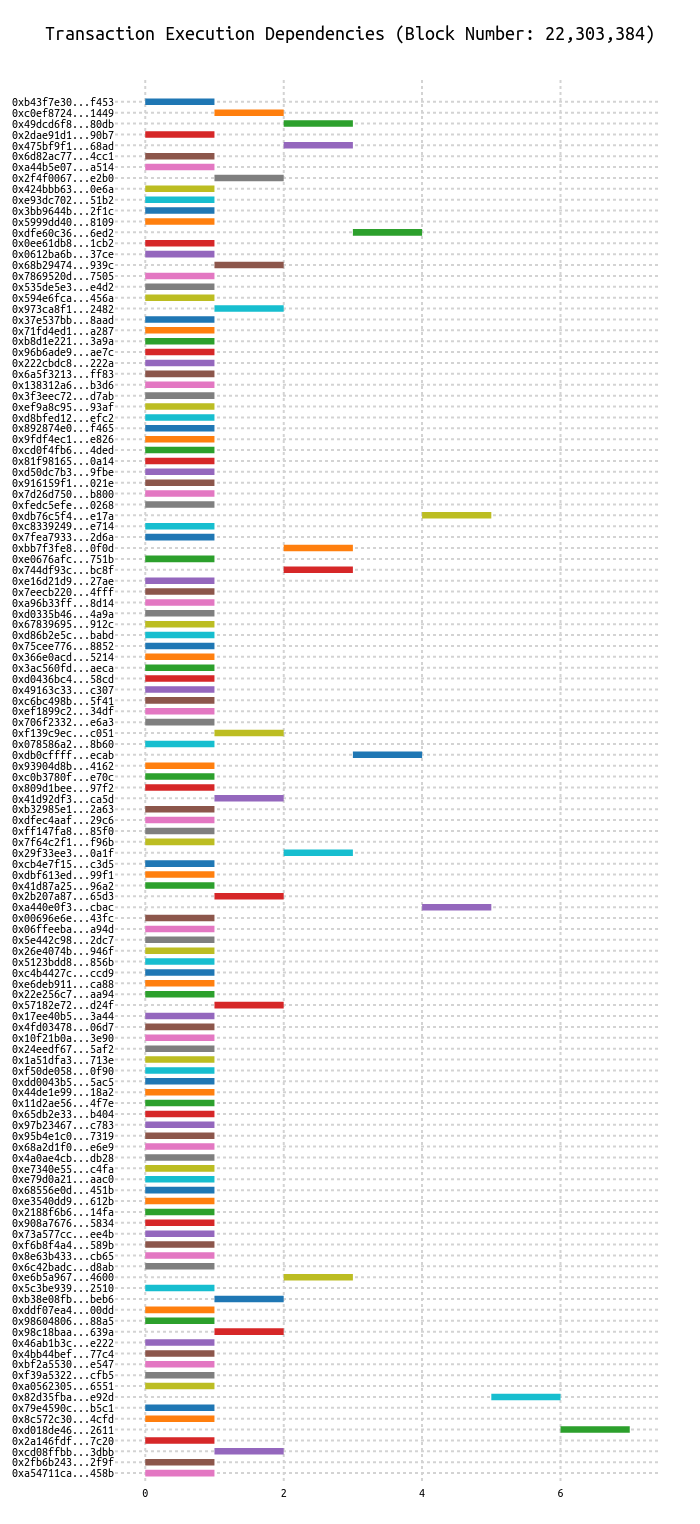 Transaction Execution Dependencies (Block Number: 22,303,384)
0xb43f7e30...f453
0xc0ef8724...1449
0x49dcd6f8...80db
0x2dae91d1...90b7
0x475bf9f1...68ad
0x6d82ac77...4cc1
0xa44b5e07...a514
0x2f4f0067...e2b0
0x424bbb63...0e6a
0xe93dc702...51b2
0x3bb9644b...2f1c
0x5999dd40...8109
0xdfe60c36...6ed2
0x0ee61db8...1cb2
0x0612ba6b...37ce
0x68b29474...939c
0x7869520d...7505
0x535de5e3...e4d2
0x594e6fca...456a
0x973ca8f1...2482
0x37e537bb...8aad
0x71fd4ed1...a287
0xb8d1e221...3a9a
0x96b6ade9...ae7c
0x222cbdc8...222a
0x6a5f3213...ff83
0x138312a6...b3d6
0x3f3eec72...d7ab
0xef9a8c95...93af
0xd8bfed12...efc2
0x892874e0...f465
0x9fdf4ec1...e826
0xcd0f4fb6...4ded
0x81f98165...0a14
0xd50dc7b3...9fbe
0x916159f1...021e
0x7d26d750...b800
0xfedc5efe...0268
0xdb76c5f4...e17a
0xc8339249...e714
0x7fea7933...2d6a
0xbb7f3fe8...0f0d
0xe0676afc...751b
0x744df93c...bc8f
0xe16d21d9...27ae
0x7eecb220...4fff
0xa96b33ff...8d14
0xd0335b46...4a9a
0x67839695...912c
0xd86b2e5c...babd
0x75cee776...8852
0x366e0acd...5214
0x3ac560fd...aeca
0xd0436bc4...58cd
0x49163c33...c307
0xc6bc498b...5f41
0xef1899c2...34df
0x706f2332...e6a3
0xf139c9ec...c051
0x078586a2...8b60
0xdb0cffff...ecab
0x93904d8b...4162
0xc0b3780f...e70c
0x809d1bee...97f2
0x41d92df3...ca5d
0xb32985e1...2a63
0xdfec4aaf...29c6
0xff147fa8...85f0
0x7f64c2f1...f96b
0x29f33ee3...0a1f
0xcb4e7f15...c3d5
0xdbf613ed...99f1
0x41d87a25...96a2
0x2b207a87...65d3
0xa440e0f3...cbac
0x00696e6e...43fc
0x06ffeeba...a94d
0x5e442c98...2dc7
0x26e4074b...946f
0x5123bdd8...856b
0xc4b4427c...ccd9
0xe6deb911...ca88
0x22e256c7...aa94
0x57182e72...d24f
0x17ee40b5...3a44
0x4fd03478...06d7
0x10f21b0a...3e90
0x24eedf67...5af2
0x1a51dfa3...713e
0xf50de058...0f90
0xdd0043b5...5ac5
0x44de1e99...18a2
0x11d2ae56...4f7e
0x65db2e33...b404
0x97b23467...c783
0x95b4e1c0...7319
0x68a2d1f0...e6e9
0x4a0ae4cb...db28
0xe7340e55...c4fa
0xe79d0a21...aac0
0x68556e0d...451b
0xe3540dd9...612b
0x2188f6b6...14fa
0x908a7676...5834
0x73a577cc...ee4b
0xf6b8f4a4...589b
0x8e63b433...cb65
0x6c42badc...d8ab
0xe6b5a967...4600
0x5c3be939...2510
0xb38e08fb...beb6
0xddf07ea4...00dd
0x98604806...88a5
0x98c18baa...639a
0x46ab1b3c...e222
0x4bb44bef...77c4
0xbf2a5530...e547
0xf39a5322...cfb5
0xa0562305...6551
0x82d35fba...e92d
0x79e4590c...b5c1
0x8c572c30...4cfd
0xd018de46...2611
0x2a146fdf...7c20
0xcd08ffbb...3dbb
0x2fb6b243...2f9f
0xa54711ca...458b
0 2 4 6